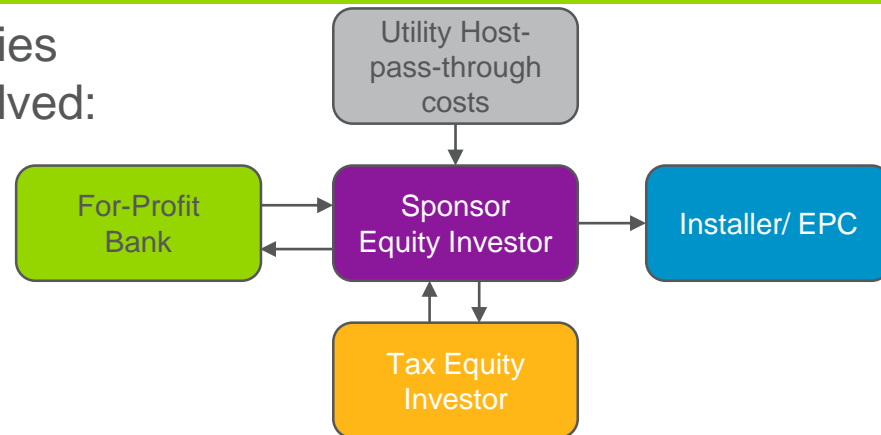 ies
lved:
Utility Host-
pass-through
costs
For-Profit
Bank
Sponsor
Equity Investor
Installer/ EPC
Tax Equity
Investor